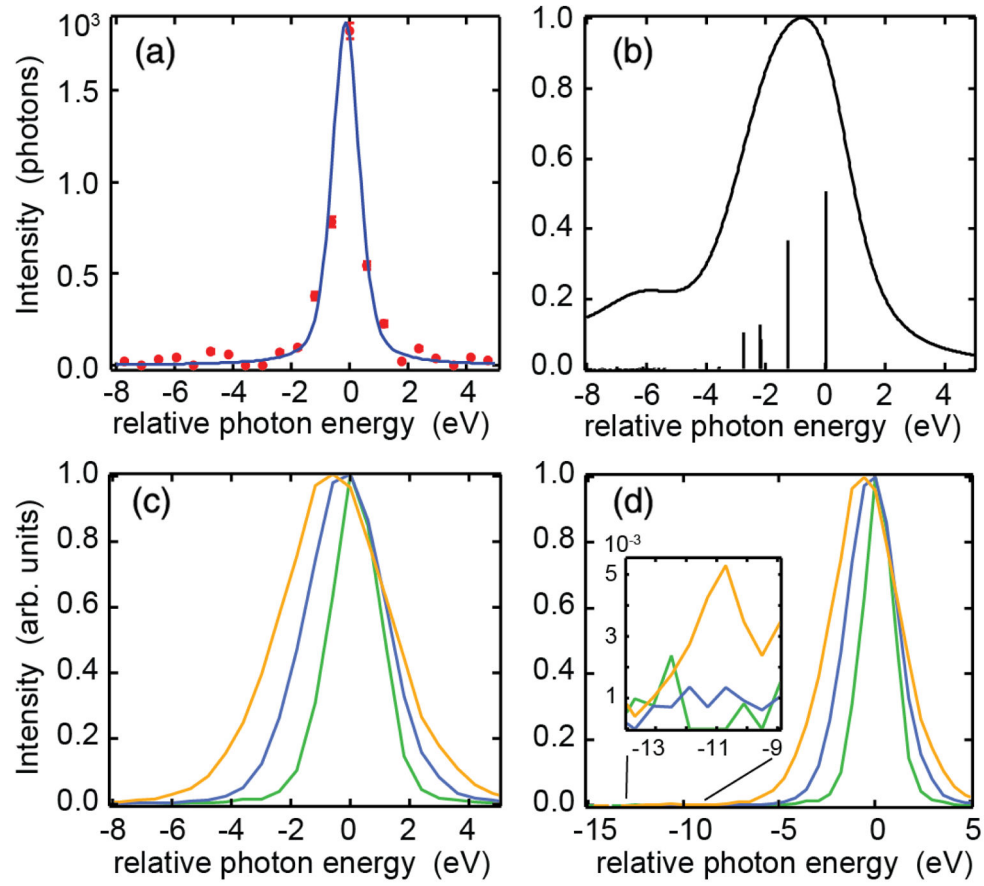 10³
(a)
1.5
1.0
0.5
0.0
Intensity (photons)
-8 -6 -4 -2 0 2 4
relative photon energy (eV)
(b)
1.0
0.8
0.6
0.4
0.2
0.0
-8 -6 -4 -2 0 2 4
relative photon energy (eV)
(c)
1.0
0.8
0.6
0.4
0.2
0.0
Intensity (arb. units)
-8 -6 -4 -2 0 2 4
relative photon energy (eV)
(d)
1.0
0.8
0.6
0.4
0.2
0.0
10⁻³
5
3
1
-13 -11 -9
-15 -10 -5 0 5
relative photon energy (eV)